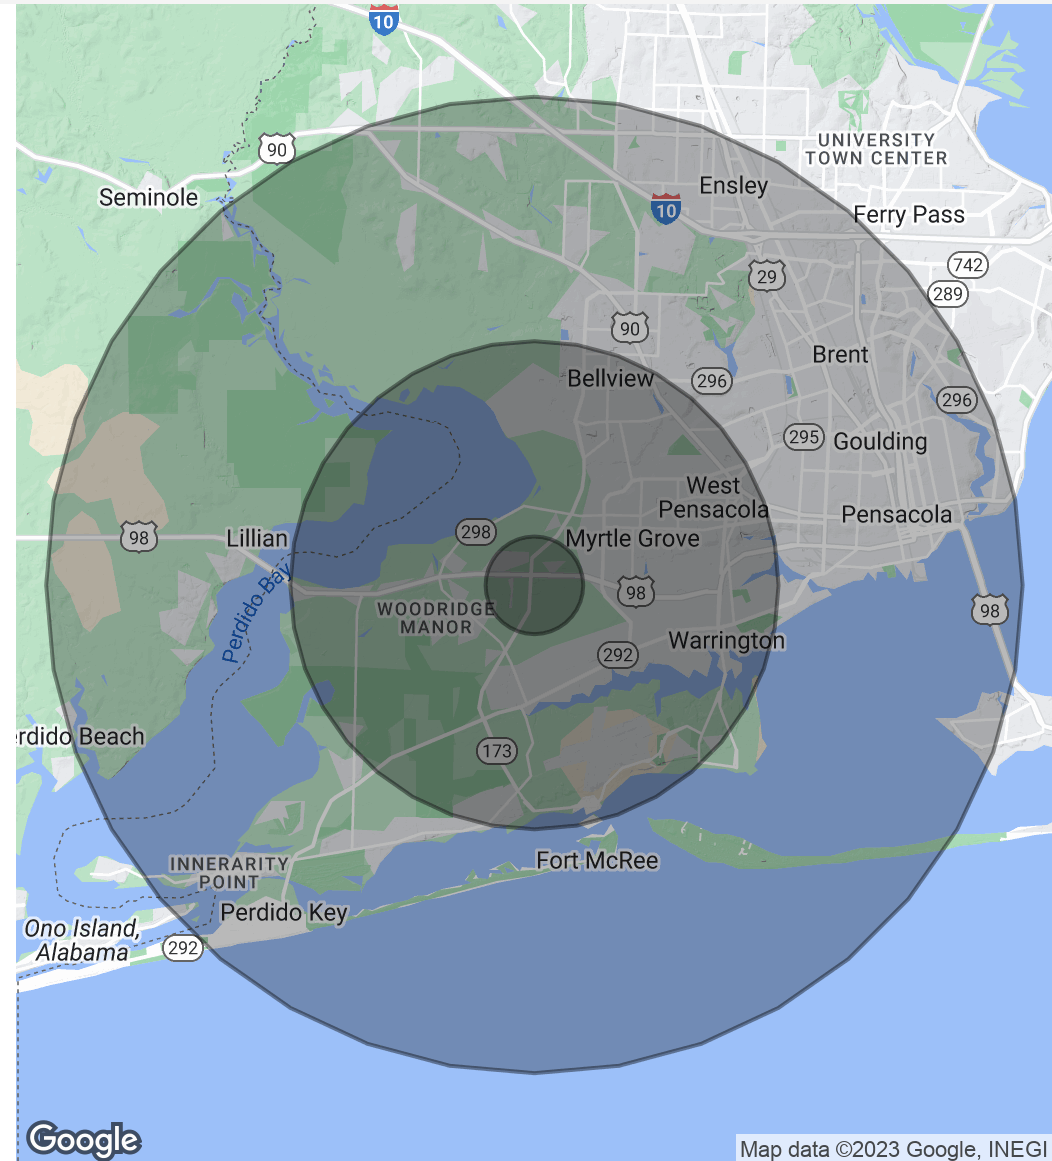 10
UNIVERSITY
TOWN CENTER
90
Seminole
Ensley
10
Ferry Pass
742
29
289
90
Brent
Bellview
296
296
295
Goulding
West
Pensacola
Pensacola
98
Lillian
298
Myrtle Grove
Perdido Bay
98
WOODRIDGE
MANOR
98
Warrington
292
rdido Beach
173
INNERARITY
POINT
Fort McRee
Perdido Key
Ono Island,
Alabama
292
Google
Map data ©2023 Google, INEGI